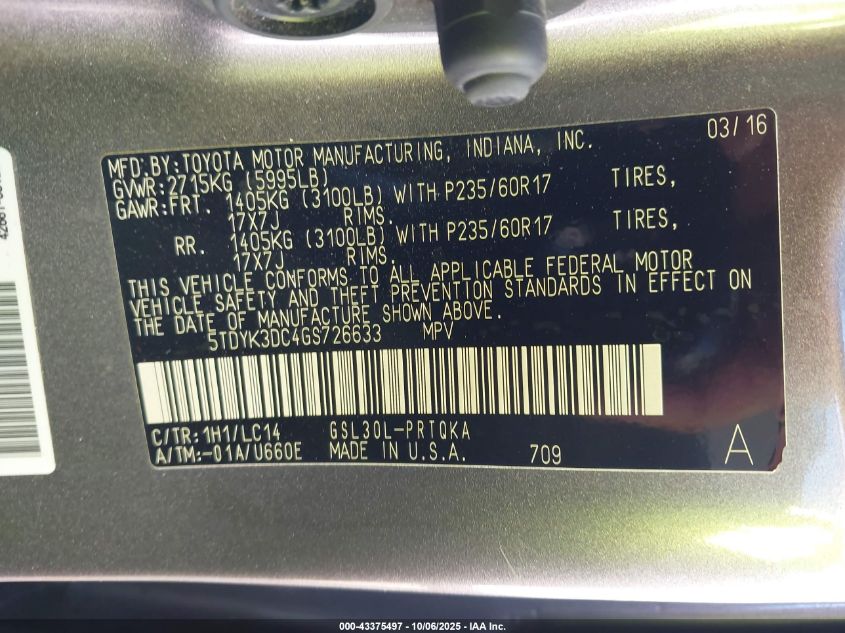 03/16
MFD.BY:TOYOTA MOTOR MANUFACTURING, INDIANA, INC.
GVWR:2715KG (5995LB)
GAWR:FRT. 1405KG (3100LB) WITH P235/60R17 TIRES,
17X7J RIMS.
RR. 1405KG (3100LB) WITH P235/60R17 TIRES,
17X7J RIMS.
THIS VEHICLE CONFORMS TO ALL APPLICABLE FEDERAL MOTOR
VEHICLE SAFETY AND THEFT PREVENTION STANDARDS IN EFFECT ON
THE DATE OF MANUFACTURE SHOWN ABOVE.
5TDYK3DC4GS726633 MPV
C/TR:1H1/LC14 GSL30L-PRTQKA
A/TM:-01A/U660E MADE IN U.S.A. 709 A
000-43375497 - 10/06/2025 - IAA Inc.